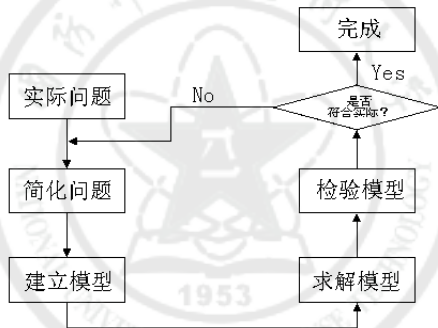 完成
Yes
No
是否
符合实际?
实际问题
简化问题
检验模型
建立模型
求解模型
1953